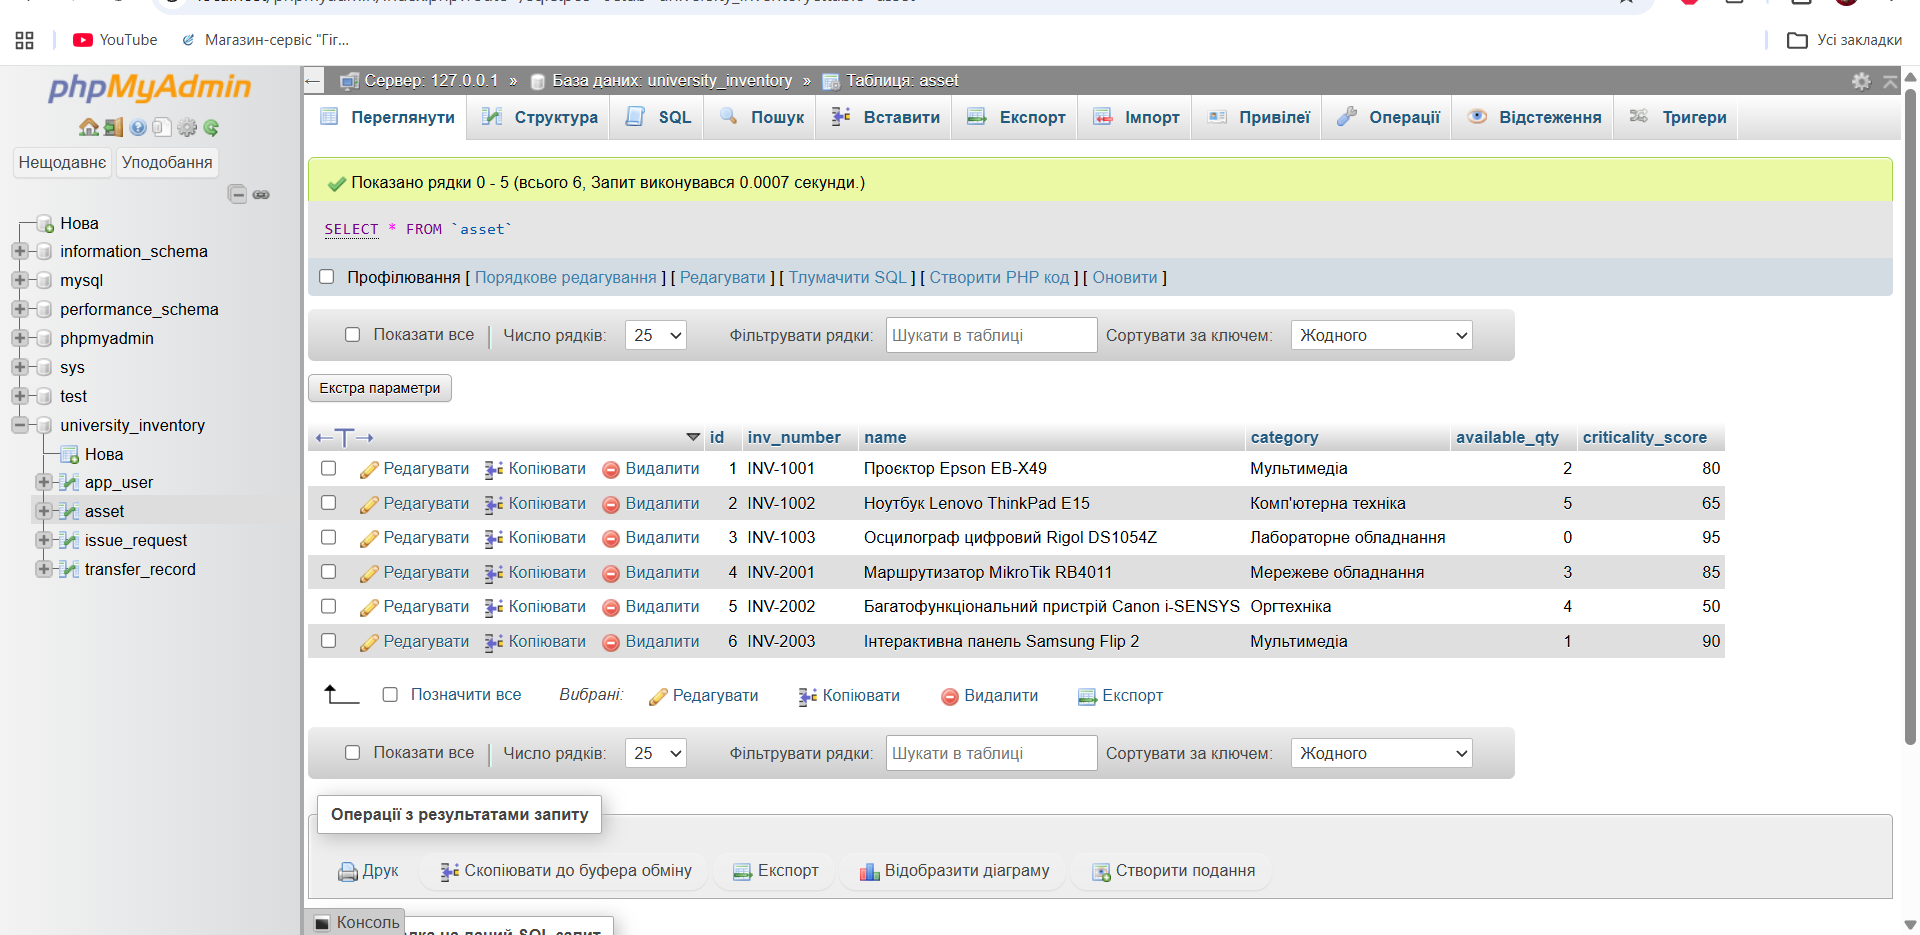 YouTube
Магазин-сервіс "Гіг...
Усі закладки
phpMyAdmin
Нещодавнє Уподобання
Нова
information_schema
mysql
performance_schema
phpmyadmin
sys
test
university_inventory
Нова
app_user
asset
issue_request
transfer_record
Сервер: 127.0.0.1 » База даних: university_inventory » Таблиця: asset
Переглянути Структура SQL Пошук Вставити Експорт Імпорт Привілеї Операції Відстеження Тригери
Показано рядки 0 - 5 (всього 6, Запит виконувався 0.0007 секунди.)
SELECT * FROM `asset`
Профілювання [ Порядкове редагування ] [ Редагувати ] [ Тлумачити SQL ] [ Створити PHP код ] [ Оновити ]
Показати все Число рядків: 25 Фільтрувати рядки: Шукати в таблиці Сортувати за ключем: Жодного
Екстра параметри
id inv_number name category available_qty criticality_score
Редагувати Копіювати Видалити 1 INV-1001 Проєктор Epson EB-X49 Мультимедіа 2 80
Редагувати Копіювати Видалити 2 INV-1002 Ноутбук Lenovo ThinkPad E15 Комп'ютерна техніка 5 65
Редагувати Копіювати Видалити 3 INV-1003 Осцилограф цифровий Rigol DS1054Z Лабораторне обладнання 0 95
Редагувати Копіювати Видалити 4 INV-2001 Маршрутизатор MikroTik RB4011 Мережеве обладнання 3 85
Редагувати Копіювати Видалити 5 INV-2002 Багатофункціональний пристрій Canon i-SENSYS Оргтехніка 4 50
Редагувати Копіювати Видалити 6 INV-2003 Інтерактивна панель Samsung Flip 2 Мультимедіа 1 90
Позначити все Вибрані: Редагувати Копіювати Видалити Експорт
Показати все Число рядків: 25 Фільтрувати рядки: Шукати в таблиці Сортувати за ключем: Жодного
Операції з результатами запиту
Друк Скопіювати до буфера обміну Експорт Відобразити діаграму Створити подання
Консоль
на даний SQL запит